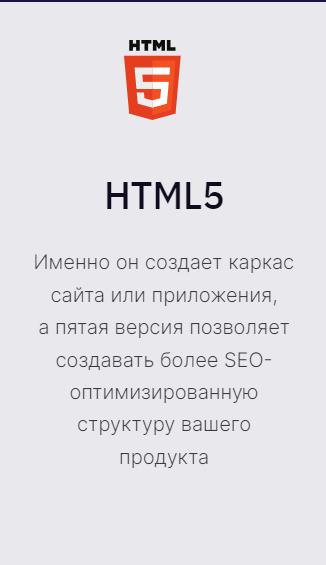 HTML
5
HTML5
Именно он создает каркас
сайта или приложения,
а пятая версия позволяет
создавать более SEO-
оптимизированную
структуру вашего
продукта